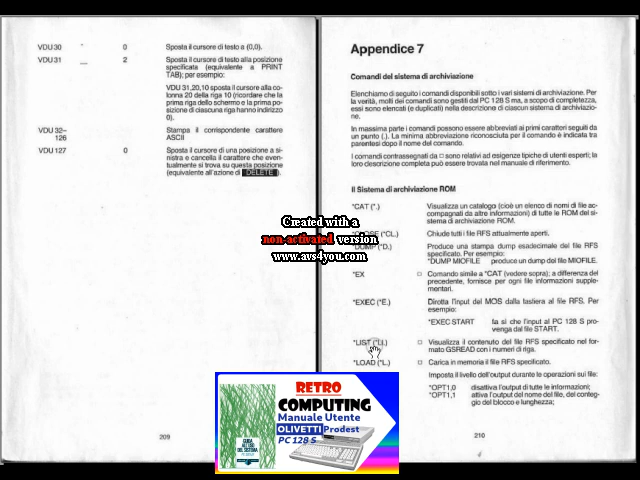 VDU 30 ^ 0 Sposta il cursore di testo a (0,0).
VDU 31 _ 2 Sposta il cursore di testo alla posizione
specificata (equivalente a PRINT
TAB); per esempio:
VDU 31,20,10 sposta il cursore alla co-
lonna 20 della riga 10 (ricordare che la
prima riga dello schermo e la prima po-
sizione di ciascuna riga hanno indirizzo
0).
VDU 32– Stampa il corrispondente carattere
126 ASCII
VDU 127 0 Sposta il cursore di una posizione a si-
nistra e cancella il carattere che even-
tualmente si trova su questa posizione
(equivalente all'azione di DELETE ).
209
Appendice 7
Comandi del sistema di archiviazione
Elenchiamo di seguito i comandi disponibili sotto i vari sistemi di archiviazione. Per
la verità, molti dei comandi sono gestiti dal PC 128 S ma, a scopo di completezza,
essi sono elencati (e duplicati) nella descrizione di ciascun sistema di archiviazio-
ne.
In massima parte i comandi possono essere abbreviati ai primi caratteri seguiti da
un punto (.). La minima abbreviazione riconosciuta per il comando è indicata tra
parentesi dopo il nome del comando.
I comandi contrassegnati da □ sono relativi ad esigenze tipiche di utenti esperti; la
loro descrizione completa può essere trovata nel manuale di riferimento.
Il Sistema di archiviazione ROM
*CAT (*.) Visualizza un catalogo (cioè un elenco di nomi di file ac-
compagnati da altre informazioni) di tutte le ROM del si-
stema di archiviazione ROM.
*CLOSE (*CL.) Chiude tutti i file RFS attualmente aperti.
*DUMP (*D.) Produce una stampa dump esadecimale del file RFS
specificato. Per esempio:
*DUMP MIOFILE produce un dump del file MIOFILE.
*EX □ Comando simile a *CAT (vedere sopra); a differenza del
precedente, fornisce per ogni file informazioni supple-
mentari.
*EXEC (*E.) Diretta l'input del MOS dalla tastiera al file RFS. Per
esempio:
*EXEC START fa sì che l'input al PC 128 S pro-
venga dal file START.
*LIST (*LI.) □ Visualizza il contenuto del file RFS specificato nel for-
mato GSREAD con i numeri di riga.
*LOAD (*L.) □ Carica in memoria il file RFS specificato.
Imposta il livello dell'output durante le operazioni sui file:
*OPT1,0 disattiva l'output di tutte le informazioni;
*OPT1,1 attiva l'output del nome del file, del conteg-
gio del blocco e lunghezza;
210
Created with a
non-activated version
www.avs4you.com
RETRO
COMPUTING
Manuale Utente
OLIVETTI Prodest
PC 128 S
GUIDA
ALL'USO
DEL SISTEMA